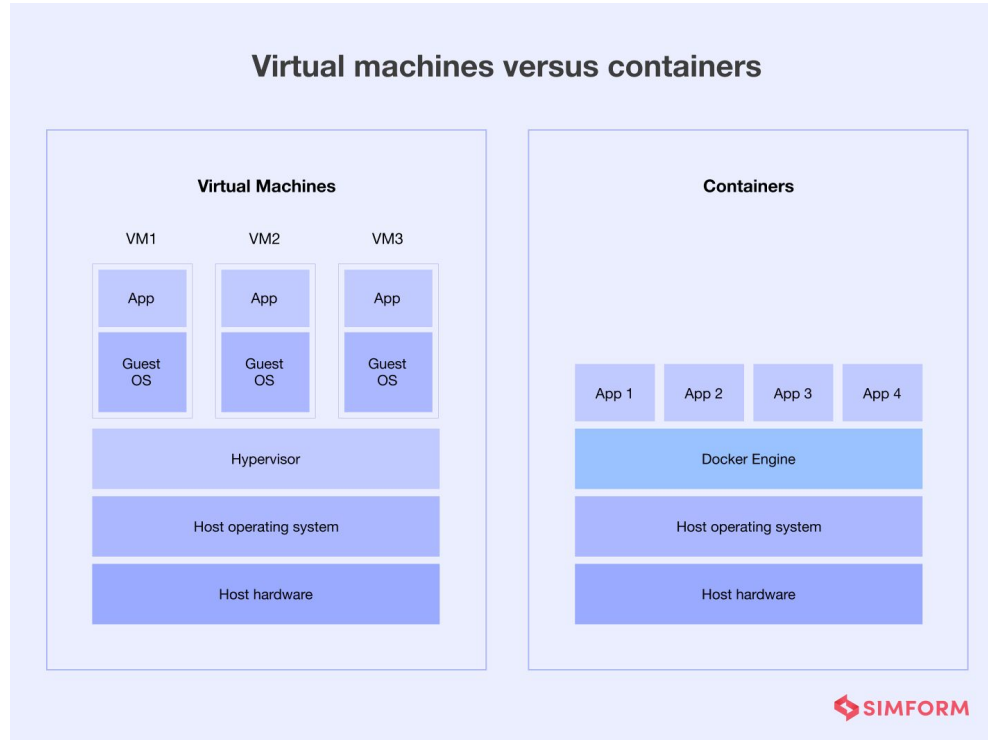 Virtual machines versus containers
Virtual Machines
VM1
VM2
VM3
App
App
App
Guest
OS
Guest
OS
Guest
OS
Hypervisor
Host operating system
Host hardware
Containers
App 1
App 2
App 3
App 4
Docker Engine
Host operating system
Host hardware
SIMFORM